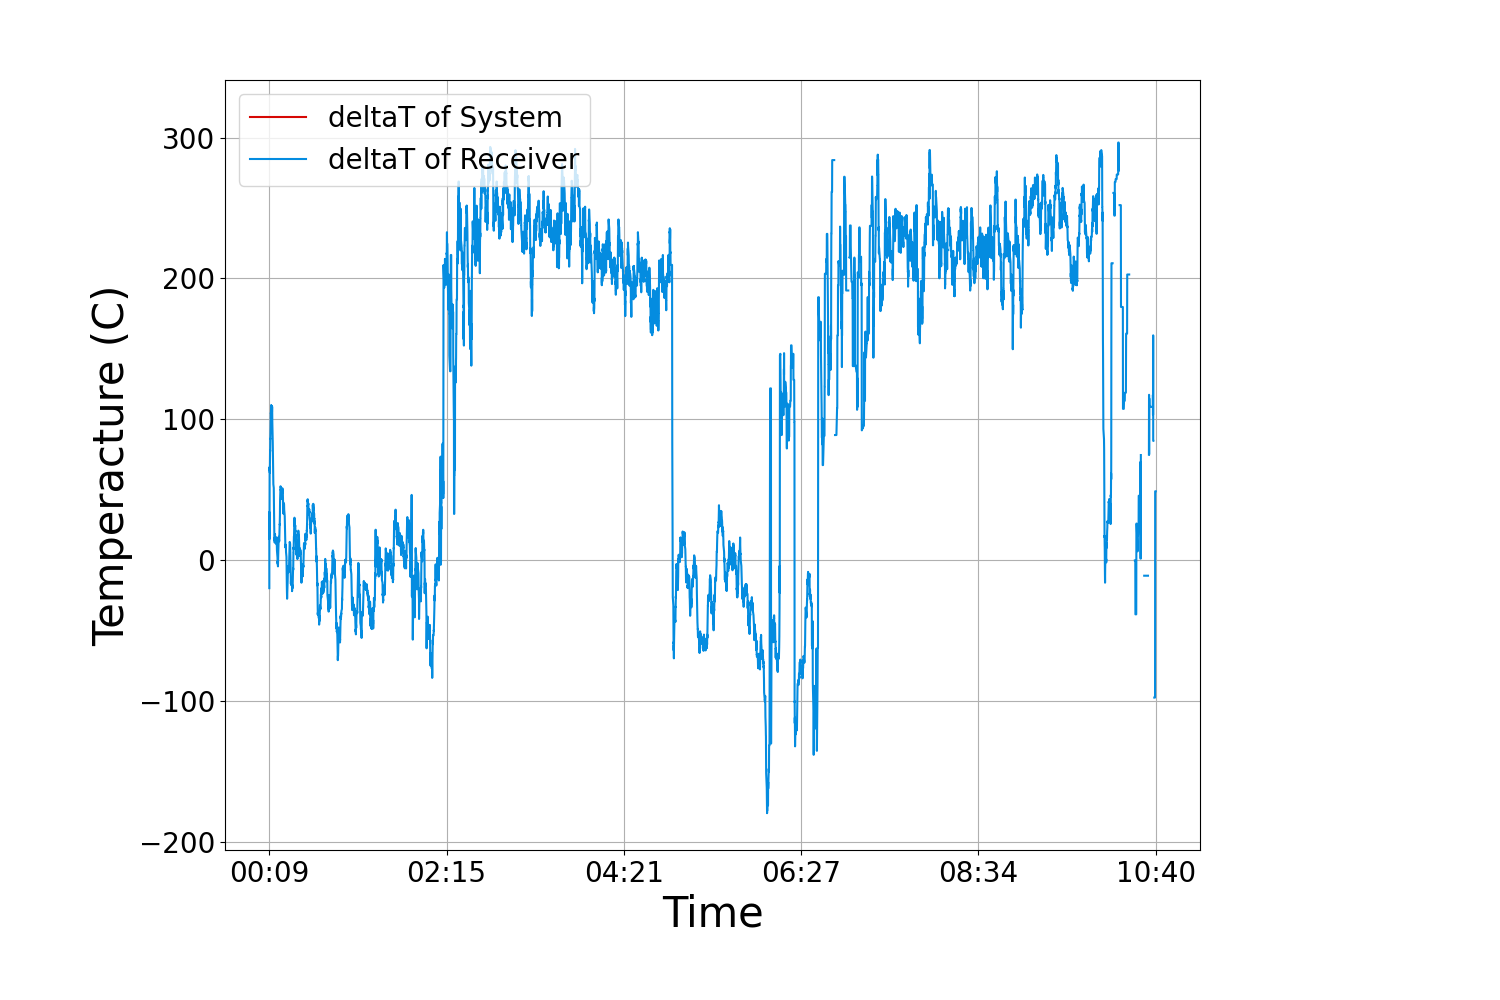 deltaT of System
deltaT of Receiver
300
200
100
0
−100
−200
Temperacture (C)
00:09 02:15 04:21 06:27 08:34 10:40
Time